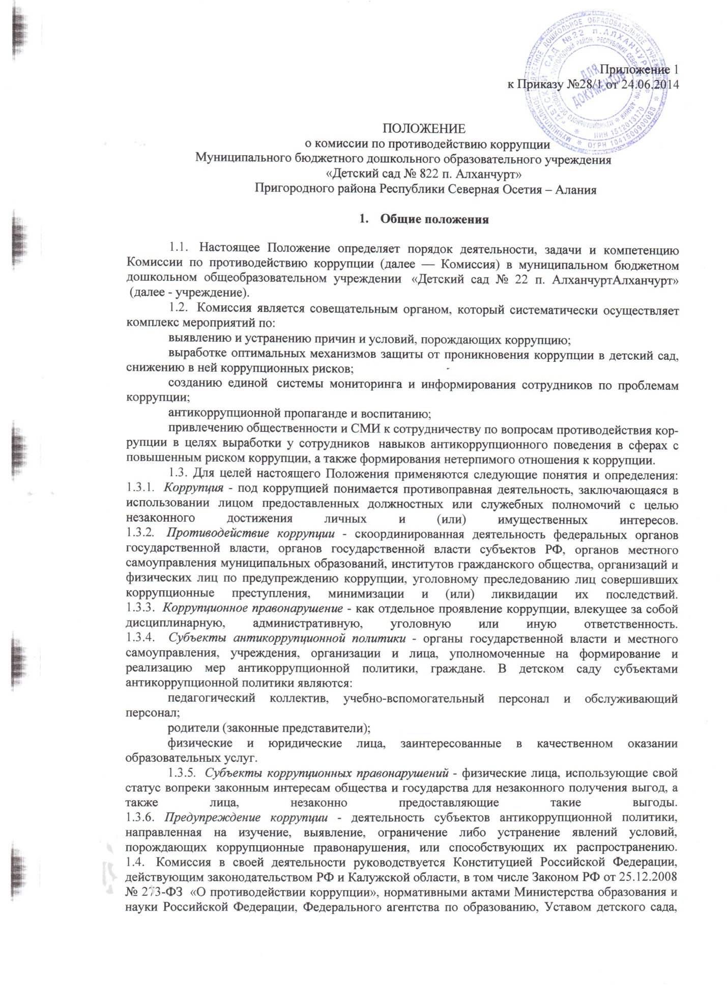 МУНИЦИПАЛЬНОЕ БЮДЖЕТНОЕ ДОШКОЛЬНОЕ ОБРАЗОВАТЕЛЬНОЕ УЧРЕЖДЕНИЕ
"ДЕТСКИЙ САД №22 п.АЛХАНЧУРТ"
ОГРН 1041500900088
ИНН 1512013170
ДЛЯ
ДОКУМЕНТОВ
Приложение 1
к Приказу №28/1 от 24.06.2014
ПОЛОЖЕНИЕ
о комиссии по противодействию коррупции
Муниципального бюджетного дошкольного образовательного учреждения
«Детский сад № 822 п. Алханчурт»
Пригородного района Республики Северная Осетия – Алания
1. Общие положения
1.1. Настоящее Положение определяет порядок деятельности, задачи и компетенцию
Комиссии по противодействию коррупции (далее — Комиссия) в муниципальном бюджетном
дошкольном общеобразовательном учреждении «Детский сад № 22 п. АлханчуртАлханчурт»
(далее - учреждение).
1.2. Комиссия является совещательным органом, который систематически осуществляет
комплекс мероприятий по:
выявлению и устранению причин и условий, порождающих коррупцию;
выработке оптимальных механизмов защиты от проникновения коррупции в детский сад,
снижению в ней коррупционных рисков;
созданию единой системы мониторинга и информирования сотрудников по проблемам
коррупции;
антикоррупционной пропаганде и воспитанию;
привлечению общественности и СМИ к сотрудничеству по вопросам противодействия кор-
рупции в целях выработки у сотрудников навыков антикоррупционного поведения в сферах с
повышенным риском коррупции, а также формирования нетерпимого отношения к коррупции.
1.3. Для целей настоящего Положения применяются следующие понятия и определения:
1.3.1. Коррупция - под коррупцией понимается противоправная деятельность, заключающаяся в
использовании лицом предоставленных должностных или служебных полномочий с целью
незаконного достижения личных и (или) имущественных интересов.
1.3.2. Противодействие коррупции - скоординированная деятельность федеральных органов
государственной власти, органов государственной власти субъектов РФ, органов местного
самоуправления муниципальных образований, институтов гражданского общества, организаций и
физических лиц по предупреждению коррупции, уголовному преследованию лиц совершивших
коррупционные преступления, минимизации и (или) ликвидации их последствий.
1.3.3. Коррупционное правонарушение - как отдельное проявление коррупции, влекущее за собой
дисциплинарную, административную, уголовную или иную ответственность.
1.3.4. Субъекты антикоррупционной политики - органы государственной власти и местного
самоуправления, учреждения, организации и лица, уполномоченные на формирование и
реализацию мер антикоррупционной политики, граждане. В детском саду субъектами
антикоррупционной политики являются:
педагогический коллектив, учебно-вспомогательный персонал и обслуживающий
персонал;
родители (законные представители);
физические и юридические лица, заинтересованные в качественном оказании
образовательных услуг.
1.3.5. Субъекты коррупционных правонарушений - физические лица, использующие свой
статус вопреки законным интересам общества и государства для незаконного получения выгод, а
также лица, незаконно предоставляющие такие выгоды.
1.3.6. Предупреждение коррупции - деятельность субъектов антикоррупционной политики,
направленная на изучение, выявление, ограничение либо устранение явлений условий,
порождающих коррупционные правонарушения, или способствующих их распространению.
1.4. Комиссия в своей деятельности руководствуется Конституцией Российской Федерации,
действующим законодательством РФ и Калужской области, в том числе Законом РФ от 25.12.2008
№ 273-ФЗ «О противодействии коррупции», нормативными актами Министерства образования и
науки Российской Федерации, Федерального агентства по образованию, Уставом детского сада,